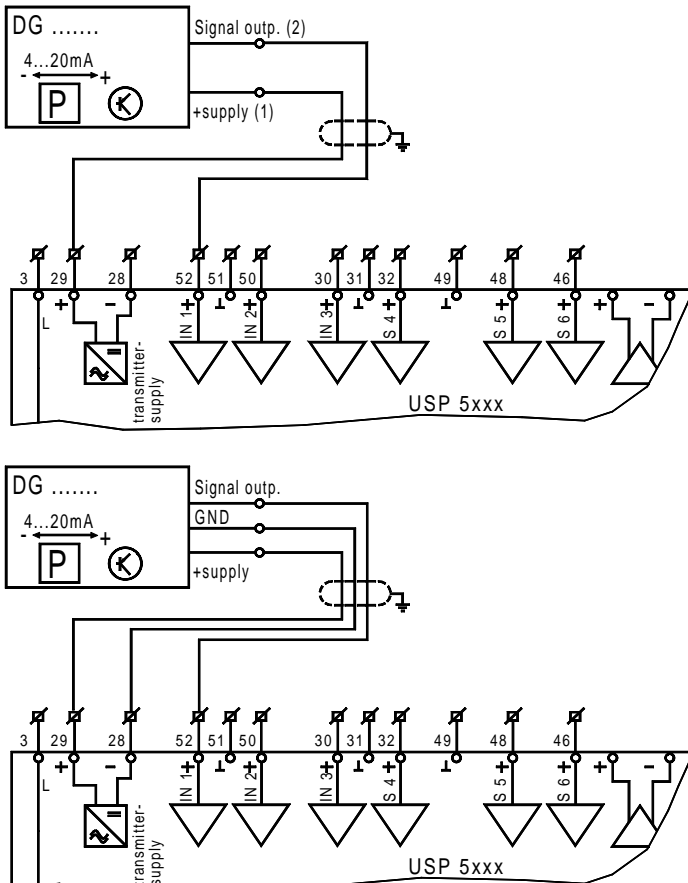 DG .......
Signal outp. (2)
4...20mA
- +
P
+supply (1)
3 29 28 52 51 50 30 31 32 49 48 46
+ - + ⊥ + + ⊥ + ⊥ + + + -
L
IN 1 IN 2 IN 3 S 4 S 5 S 6
transmitter-
supply
USP 5xxx
DG .......
Signal outp.
GND
4...20mA
- +
P
+supply
3 29 28 52 51 50 30 31 32 49 48 46
+ - + ⊥ + + ⊥ + ⊥ + + + -
L
IN 1 IN 2 IN 3 S 4 S 5 S 6
transmitter-
supply
USP 5xxx